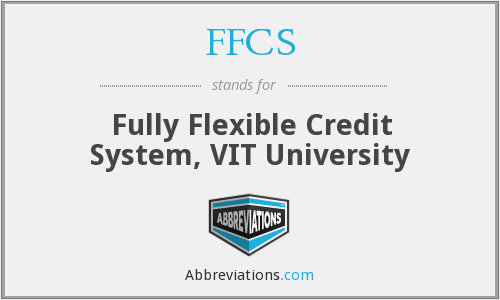 FFCS
stands for
Fully Flexible Credit
System, VIT University
ABBREVIATIONS
Abbreviations.com